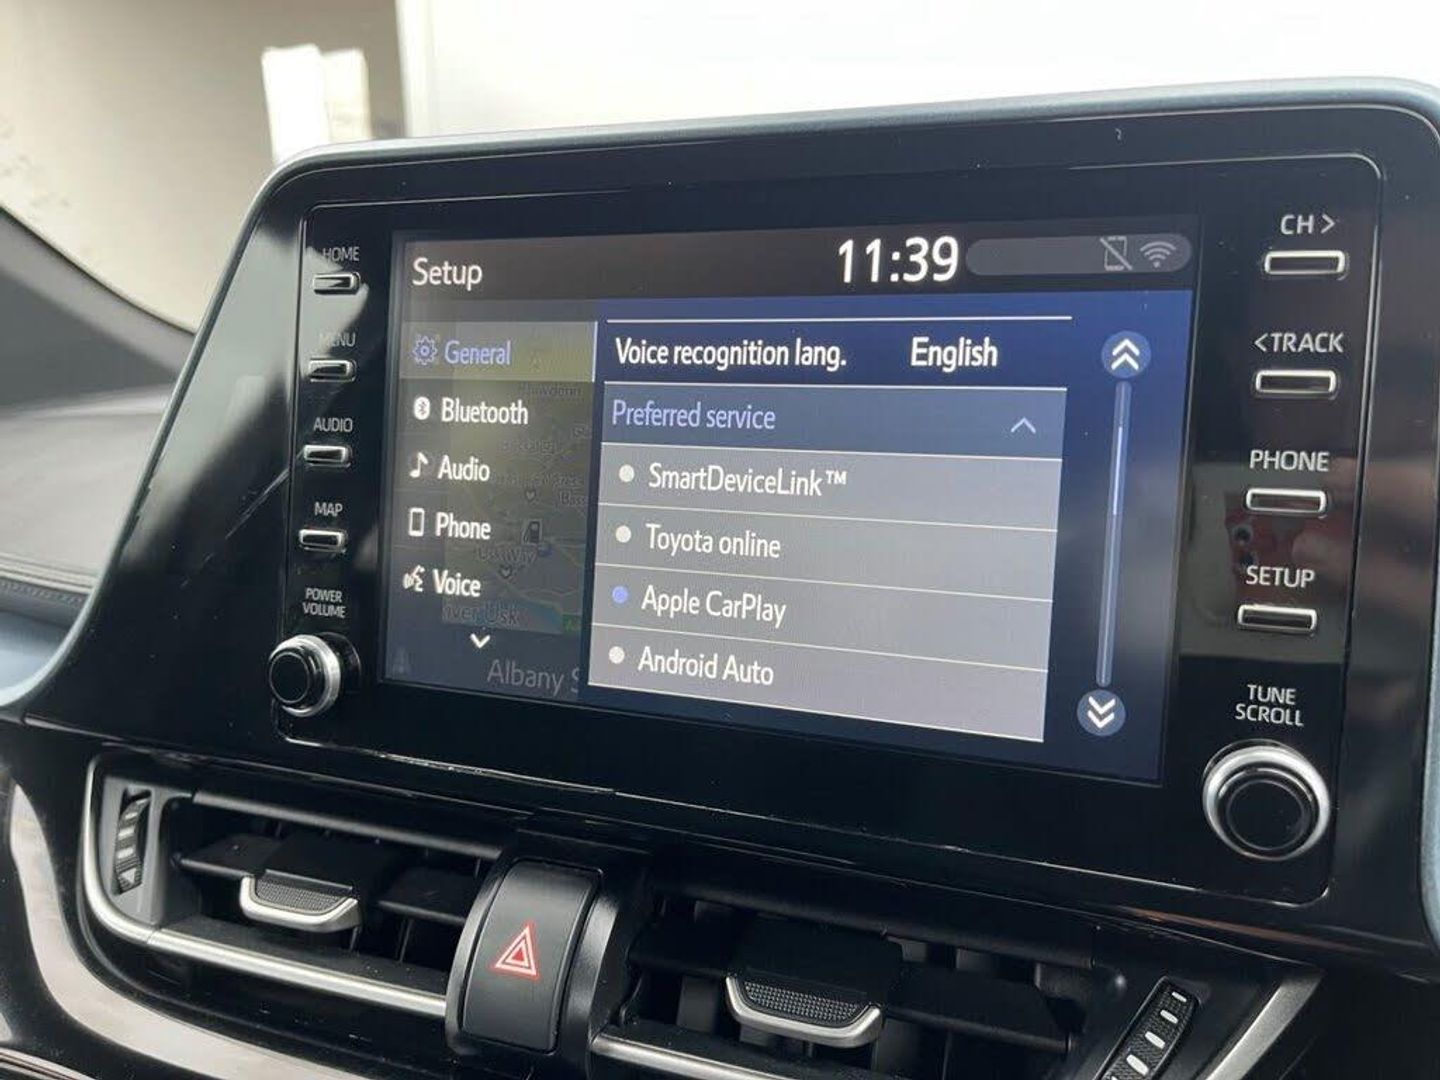 HOME
MENU
AUDIO
MAP
POWER
VOLUME
Setup
11:39
General
Bluetooth
Audio
Phone
Voice
Albany S
Voice recognition lang. English
Preferred service
SmartDeviceLink™
Toyota online
Apple CarPlay
Android Auto
CH >
< TRACK
PHONE
SETUP
TUNE
SCROLL